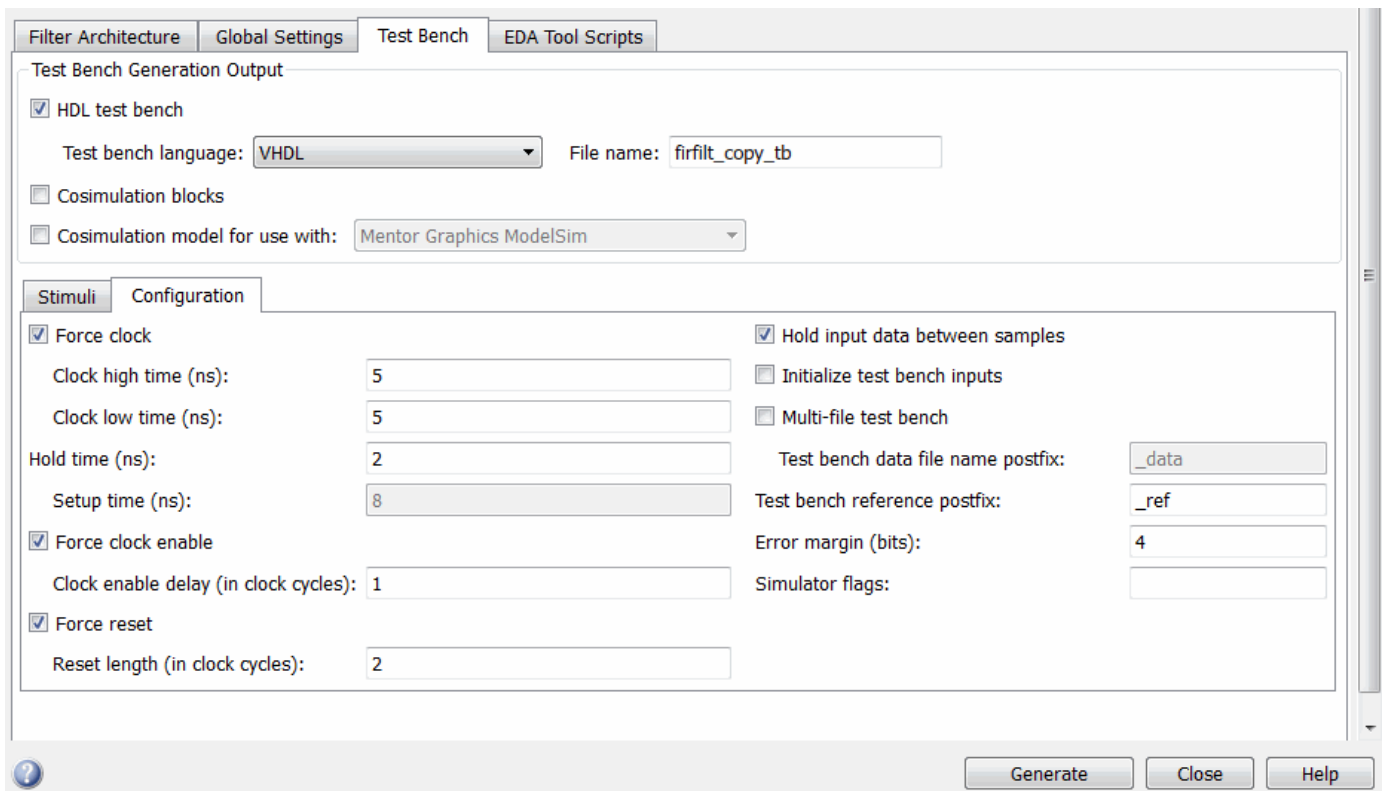 Filter Architecture Global Settings Test Bench EDA Tool Scripts
Test Bench Generation Output
HDL test bench
Test bench language: VHDL File name: firfilt_copy_tb
Cosimulation blocks
Cosimulation model for use with: Mentor Graphics ModelSim
Stimuli Configuration
Force clock
Clock high time (ns): 5
Clock low time (ns): 5
Hold time (ns): 2
Setup time (ns): 8
Force clock enable
Clock enable delay (in clock cycles): 1
Force reset
Reset length (in clock cycles): 2
Hold input data between samples
Initialize test bench inputs
Multi-file test bench
Test bench data file name postfix: _data
Test bench reference postfix: _ref
Error margin (bits): 4
Simulator flags:
? Generate Close Help